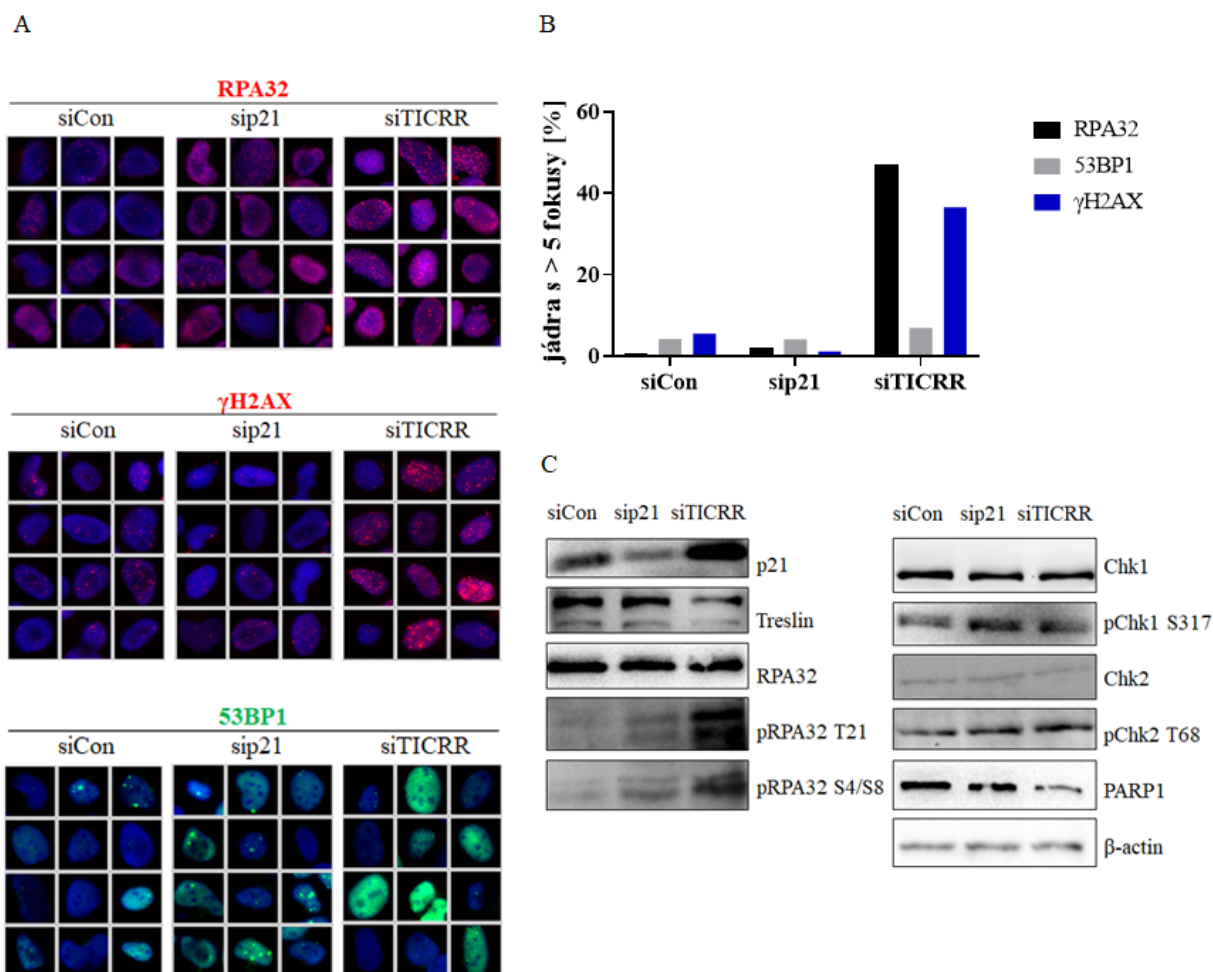 A
RPA32
siCon sip21 siTICRR
γH2AX
siCon sip21 siTICRR
53BP1
siCon sip21 siTICRR
B
jádra s > 5 fokusy [%]
60
40
20
0
siCon sip21 siTICRR
RPA32
53BP1
γH2AX
C
siCon sip21 siTICRR
p21
Treslin
RPA32
pRPA32 T21
pRPA32 S4/S8
siCon sip21 siTICRR
Chk1
pChk1 S317
Chk2
pChk2 T68
PARP1
β-actin